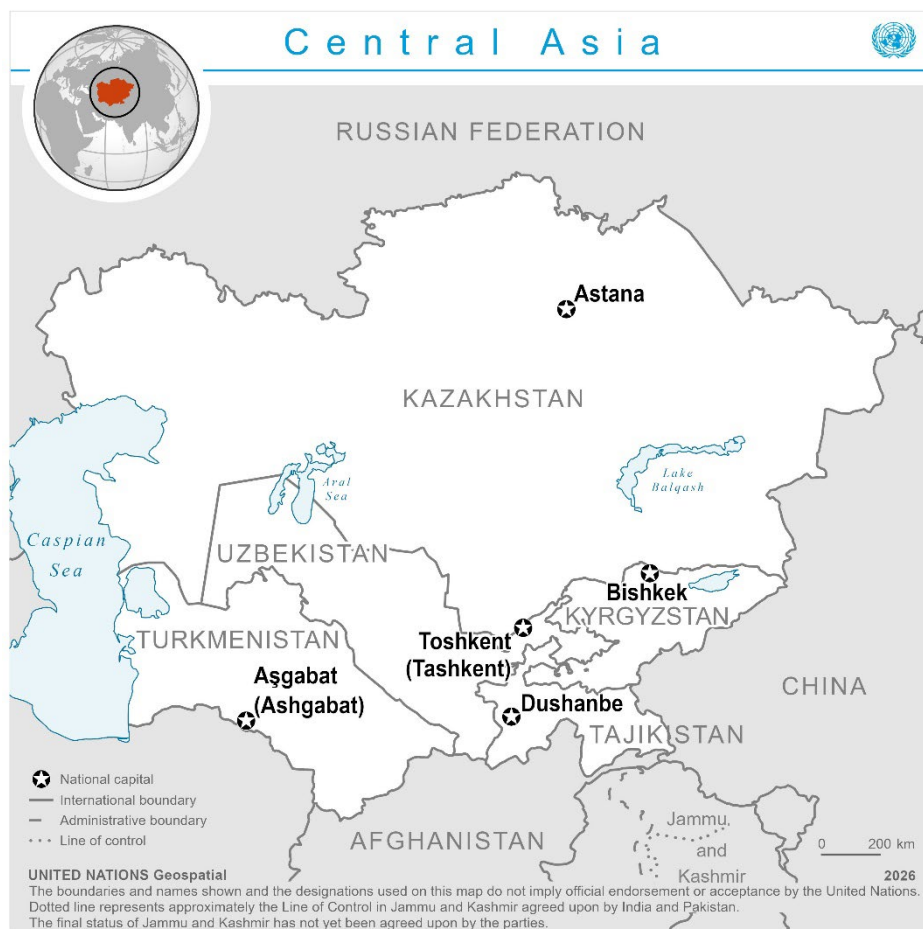 Central Asia
RUSSIAN FEDERATION
Astana
KAZAKHSTAN
Aral
Sea
Lake
Balqash
Caspian
Sea
UZBEKISTAN
Bishkek
KYRGYZSTAN
TURKMENISTAN
Toshkent
(Tashkent)
Aşgabat
(Ashgabat)
CHINA
Dushanbe
TAJIKISTAN
AFGHANISTAN
Jammu
and
Kashmir
National capital
International boundary
Administrative boundary
Line of control
0 200 km
UNITED NATIONS Geospatial
2026
The boundaries and names shown and the designations used on this map do not imply official endorsement or acceptance by the United Nations.
Dotted line represents approximately the Line of Control in Jammu and Kashmir agreed upon by India and Pakistan.
The final status of Jammu and Kashmir has not yet been agreed upon by the parties.